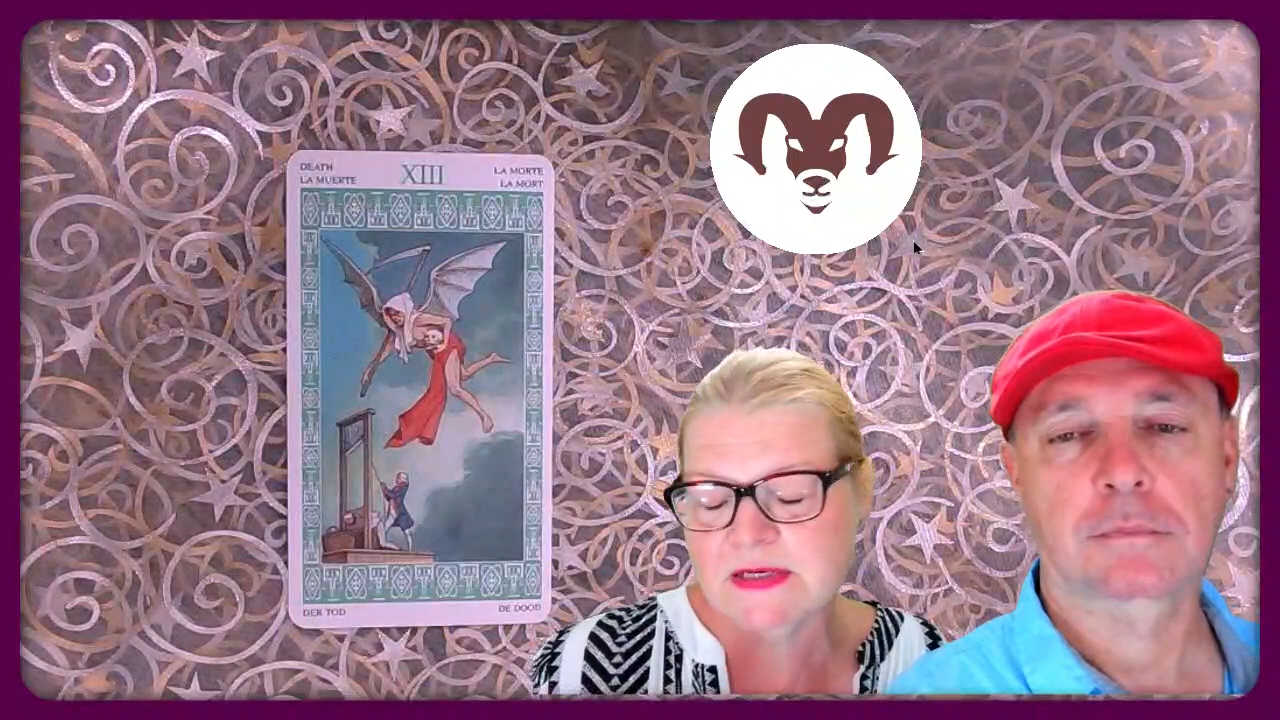 DEATH
LA MUERTE
XIII
LA MORTE
LA MORT
DER TOD
DE DOOD